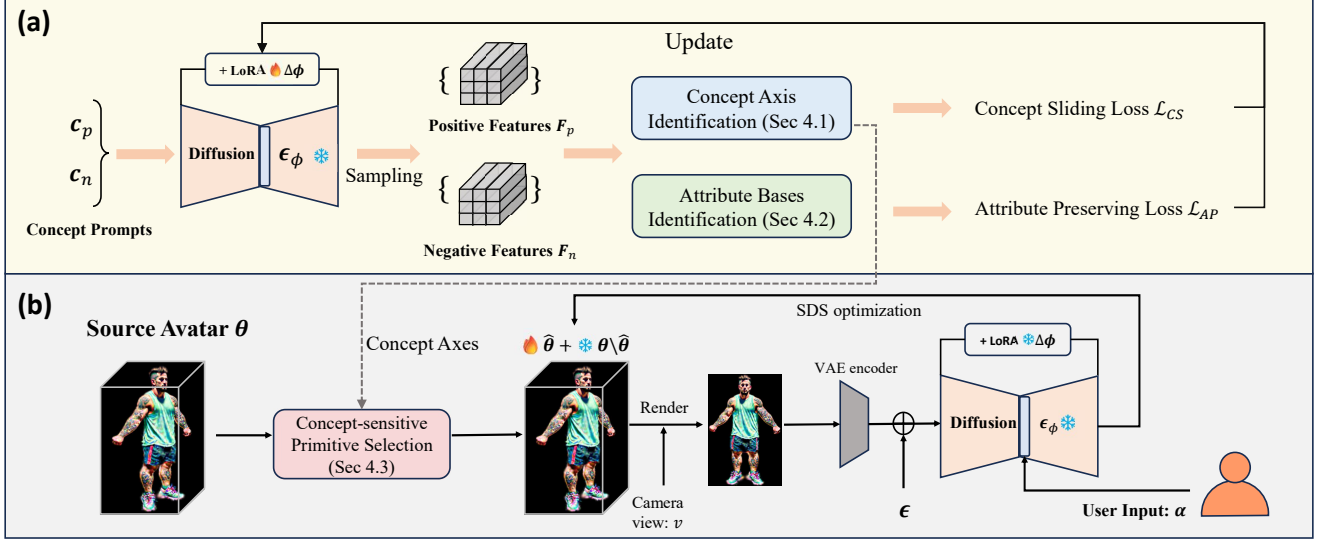 (a)
Update
+ LoRA Δϕ
c_p
c_n
Concept Prompts
Diffusion
ϵ_ϕ
Sampling
{ }
Positive Features F_p
{ }
Negative Features F_n
Concept Axis
Identification (Sec 4.1)
Attribute Bases
Identification (Sec 4.2)
Concept Sliding Loss ℒ_CS
Attribute Preserving Loss ℒ_AP
(b)
Source Avatar θ
Concept Axes
Concept-sensitive
Primitive Selection
(Sec 4.3)
SDS optimization
θ̂ + θ\θ̂
Render
Camera
view: v
VAE encoder
ϵ
+ LoRA Δϕ
Diffusion
ϵ_ϕ
User Input: α